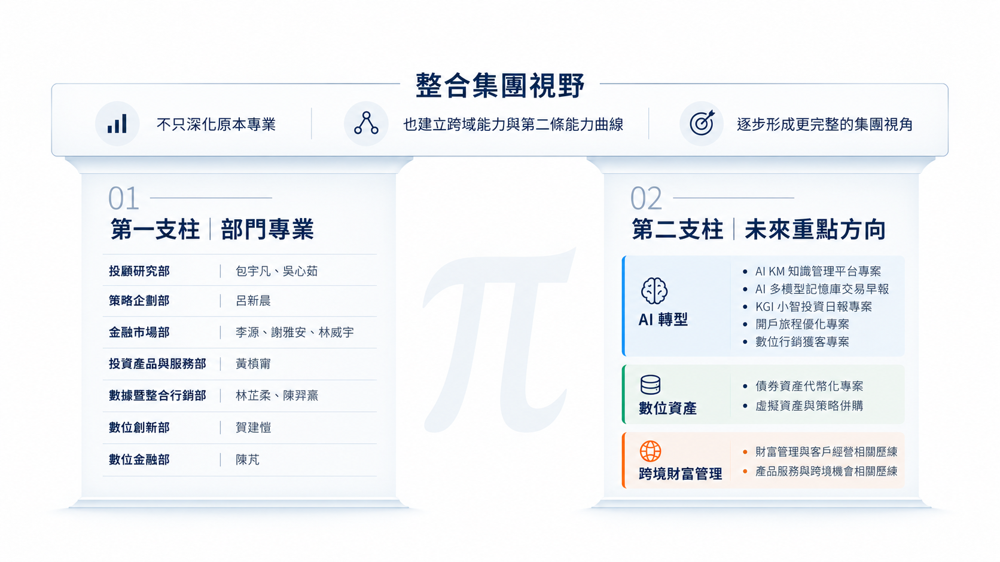 整合集團視野
不只深化原本專業
也建立跨域能力與第二條能力曲線
逐步形成更完整的集團視角
01
第一支柱｜部門專業
投顧研究部｜包宇凡、吳心茹
策略企劃部｜呂新晨
金融市場部｜李源、謝雅安、林威宇
投資產品與服務部｜黃槙甯
數據暨整合行銷部｜林芷柔、陳羿薰
數位創新部｜賀建愷
數位金融部｜陳芃
π
02
第二支柱｜未來重點方向
AI 轉型
• AI KM 知識管理平台專案
• AI 多模型記憶庫交易早報
• KGI 小智投資日報專案
• 開戶旅程優化專案
• 數位行銷獲客專案
數位資產
• 債券資產代幣化專案
• 虛擬資產與策略併購
跨境財富管理
• 財富管理與客戶經營相關歷練
• 產品服務與跨境機會相關歷練